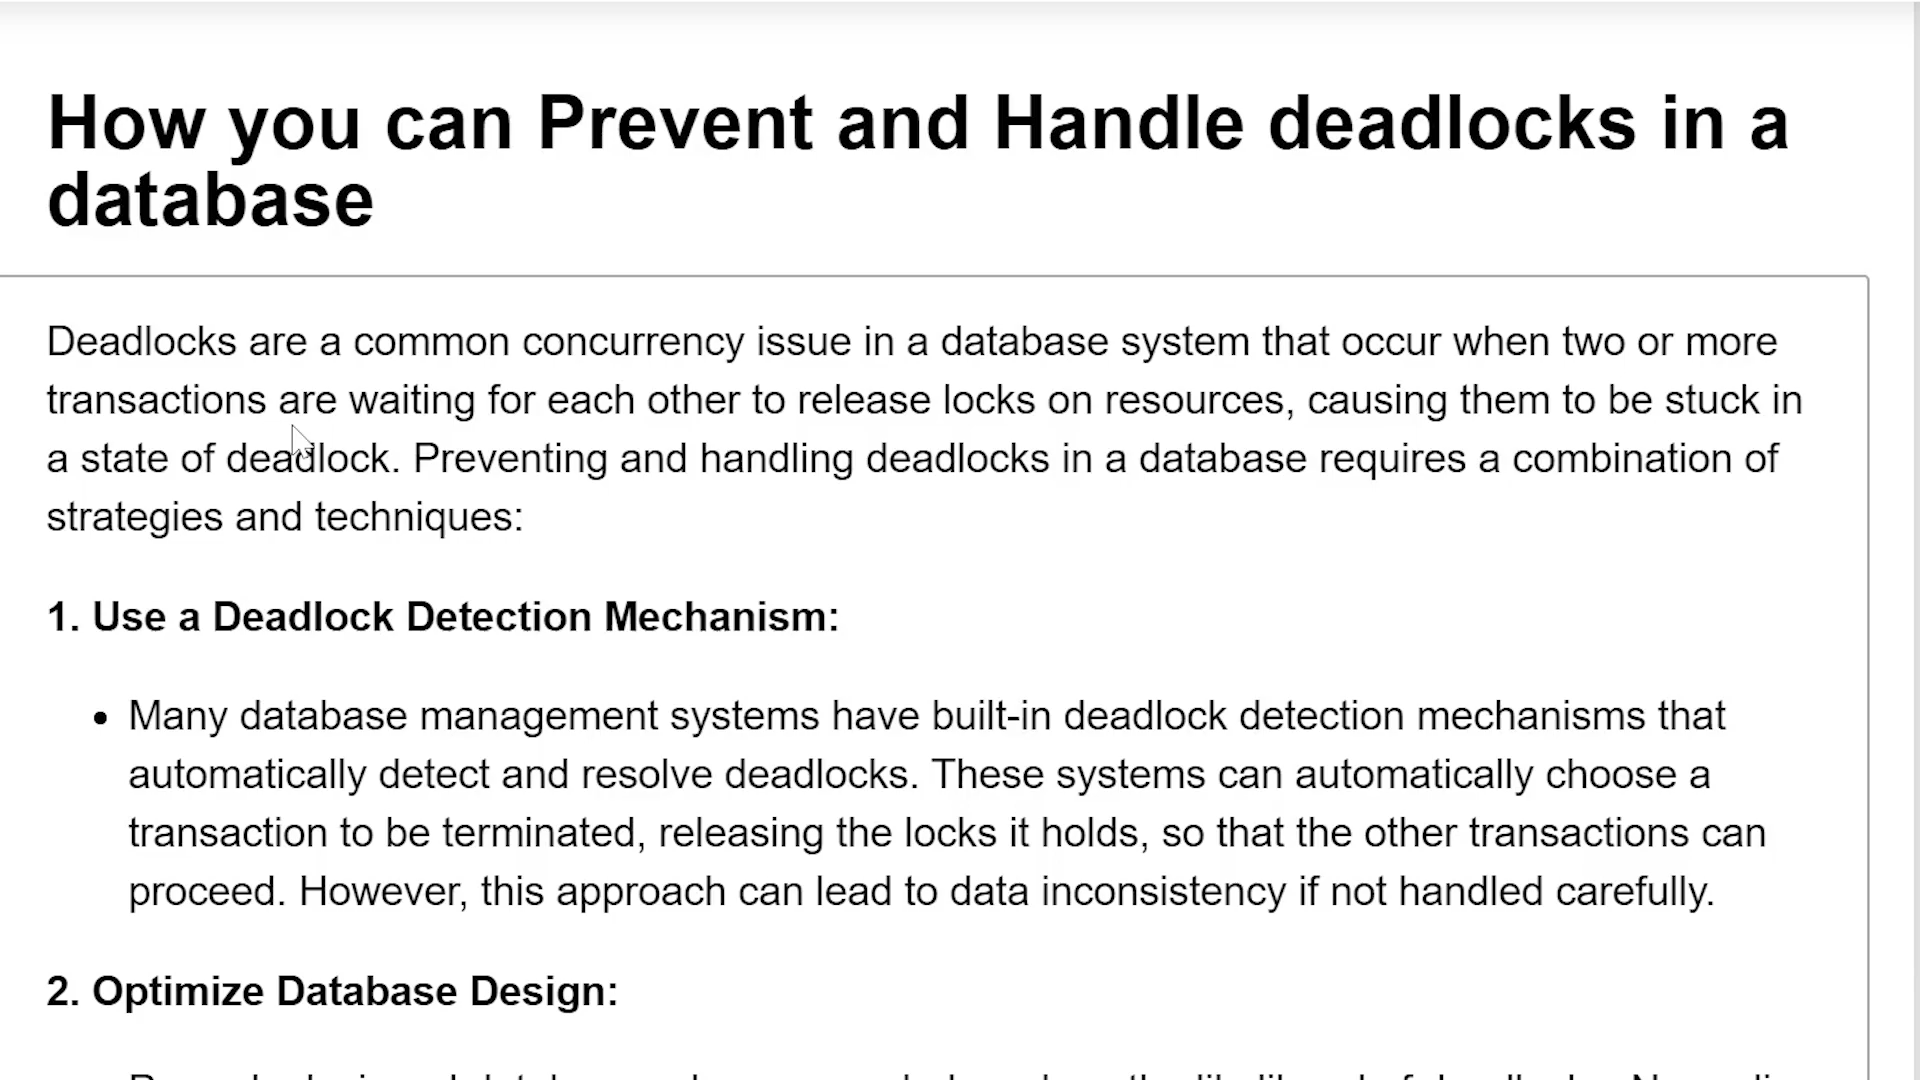 How you can Prevent and Handle deadlocks in a
database
Deadlocks are a common concurrency issue in a database system that occur when two or more
transactions are waiting for each other to release locks on resources, causing them to be stuck in
a state of deadlock. Preventing and handling deadlocks in a database requires a combination of
strategies and techniques:
1. Use a Deadlock Detection Mechanism:
• Many database management systems have built-in deadlock detection mechanisms that
automatically detect and resolve deadlocks. These systems can automatically choose a
transaction to be terminated, releasing the locks it holds, so that the other transactions can
proceed. However, this approach can lead to data inconsistency if not handled carefully.
2. Optimize Database Design: